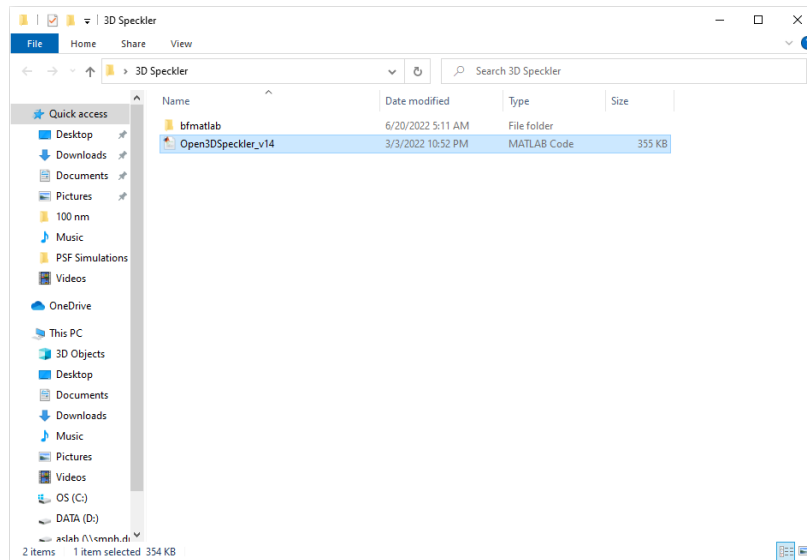 3D Speckler
File Home Share View
3D Speckler
Search 3D Speckler
Name Date modified Type Size
Quick access
Desktop
Downloads
Documents
Pictures
100 nm
Music
PSF Simulations
Videos
OneDrive
This PC
3D Objects
Desktop
Documents
Downloads
Music
Pictures
Videos
OS (C:)
DATA (D:)
bfmatlab 6/20/2022 5:11 AM File folder
Open3DSpeckler_v14 3/3/2022 10:52 PM MATLAB Code 355 KB
2 items 1 item selected 354 KB